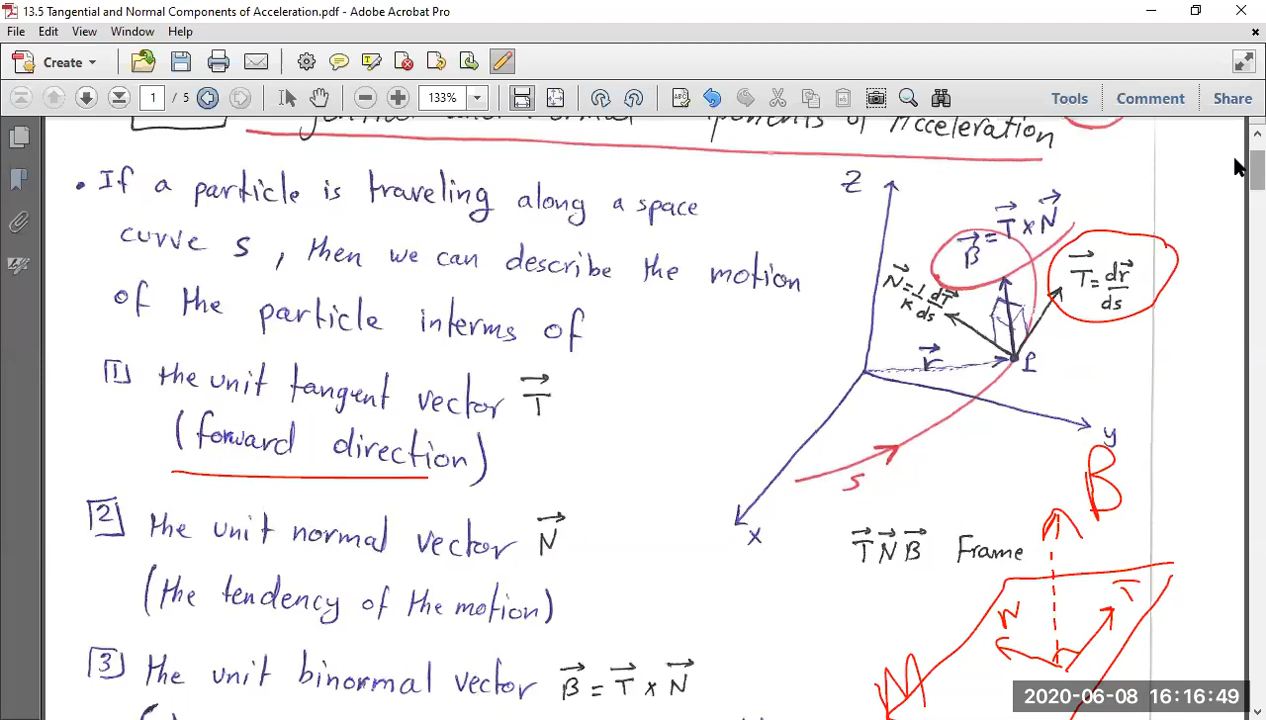 13.5 Tangential and Normal Components of Acceleration.pdf - Adobe Acrobat Pro
File Edit View Window Help
Create
1 / 5 133% Tools Comment Share
of Acceleration
• If a particle is traveling along a space
curve S, then we can describe the motion
of the particle interms of
1 the unit tangent vector T⃗
(forward direction)
2 the unit normal vector N⃗
(the tendency of the motion)
3 the unit binormal vector B⃗ = T⃗ × N⃗
Z
B⃗ = T⃗ × N⃗
N⃗ = 1/κ dT⃗/ds
T⃗ = dr⃗/ds
r⃗
P
y
S
x
B
T⃗ N⃗ B⃗ Frame
N T
M
2020-06-08 16:16:49